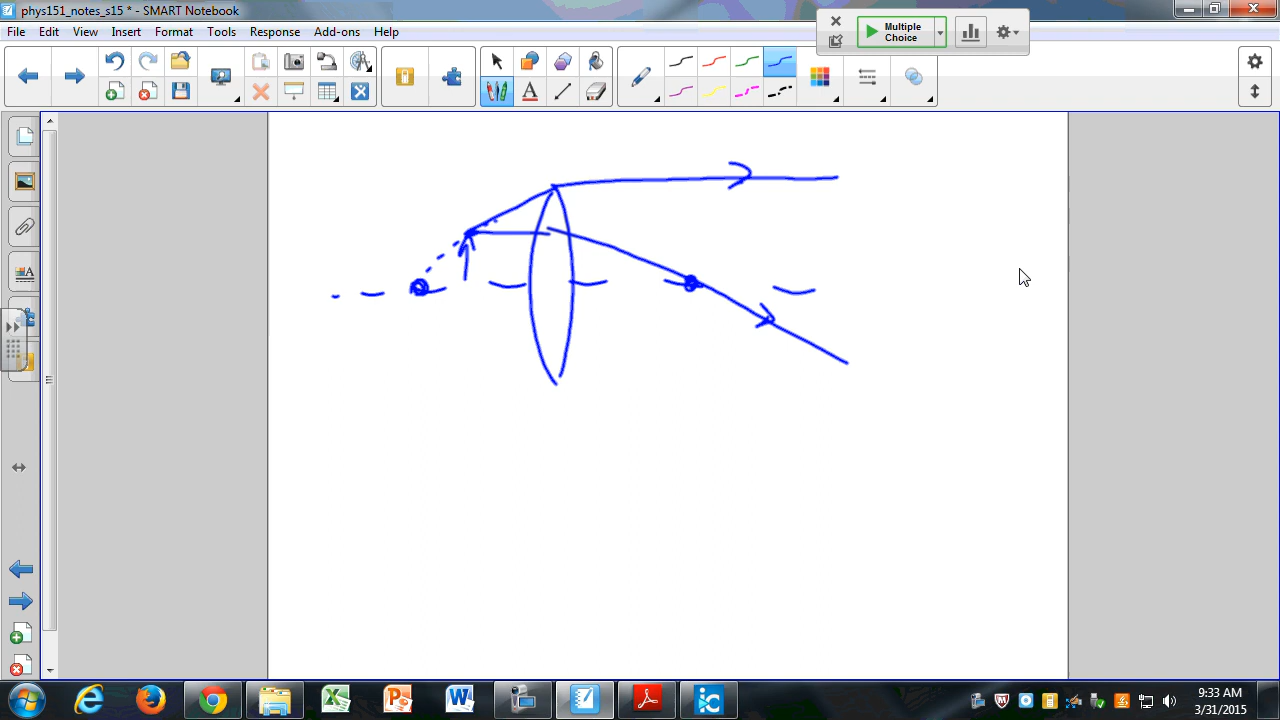 phys151_notes_s15 * - SMART Notebook
File Edit View Insert Format Tools Response Add-ons Help
Multiple Choice
9:33 AM
3/31/2015